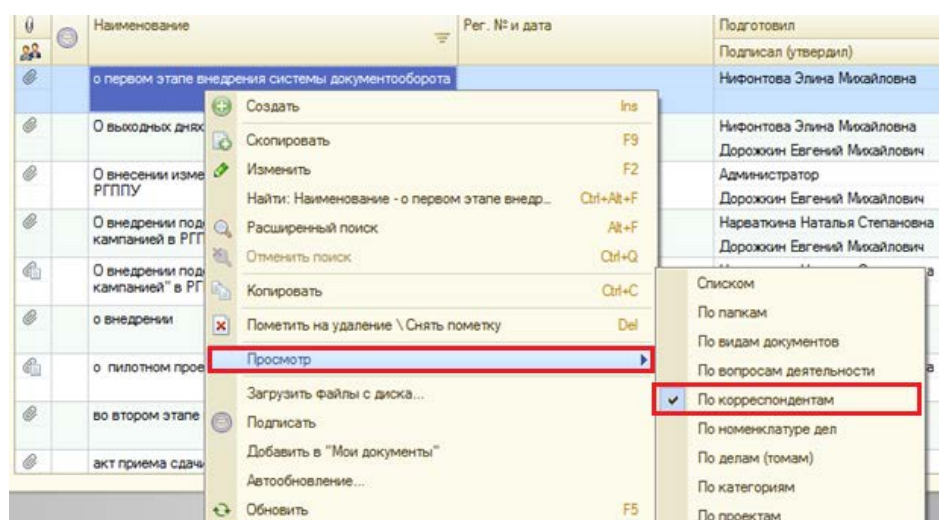 Наименование
Рег. № и дата
Подготовил
Подписал (утвердил)
о первом этапе внедрения системы документооборота
Нифонтова Элина Михайловна
О выходных днях
Нифонтова Элина Михайловна
Дорожкин Евгений Михайлович
О внесении изме
РГППУ
Администратор
Дорожкин Евгений Михайлович
О внедрении под
кампанией в РГП
Нарваткина Наталья Степановна
Дорожкин Евгений Михайлович
О внедрении под
кампанией" в РГ
о внедрении
о пилотном прое
во втором этапе
акт приема сдачи
Создать Ins
Скопировать F9
Изменить F2
Найти: Наименование - о первом этапе внедр... Ctrl+Alt+F
Расширенный поиск Alt+F
Отменить поиск Ctrl+Q
Копировать Ctrl+C
Пометить на удаление \ Снять пометку Del
Просмотр
Загрузить файлы с диска...
Подписать
Добавить в "Мои документы"
Автообновление...
Обновить F5
Списком
По папкам
По видам документов
По вопросам деятельности
По корреспондентам
По номенклатуре дел
По делам (томам)
По категориям
По проектам